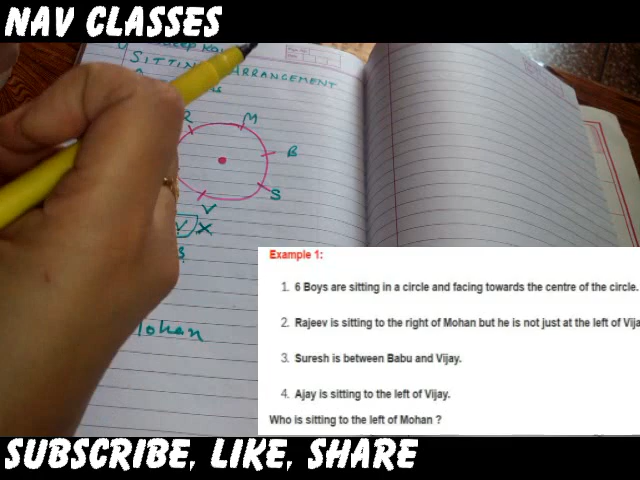 NAV CLASSES
SITTING ARRANGEMENT
R
M
B
S
V
Mohan
Example 1:
1. 6 Boys are sitting in a circle and facing towards the centre of the circle.
2. Rajeev is sitting to the right of Mohan but he is not just at the left of Vija
3. Suresh is between Babu and Vijay.
4. Ajay is sitting to the left of Vijay.
Who is sitting to the left of Mohan ?
SUBSCRIBE, LIKE, SHARE